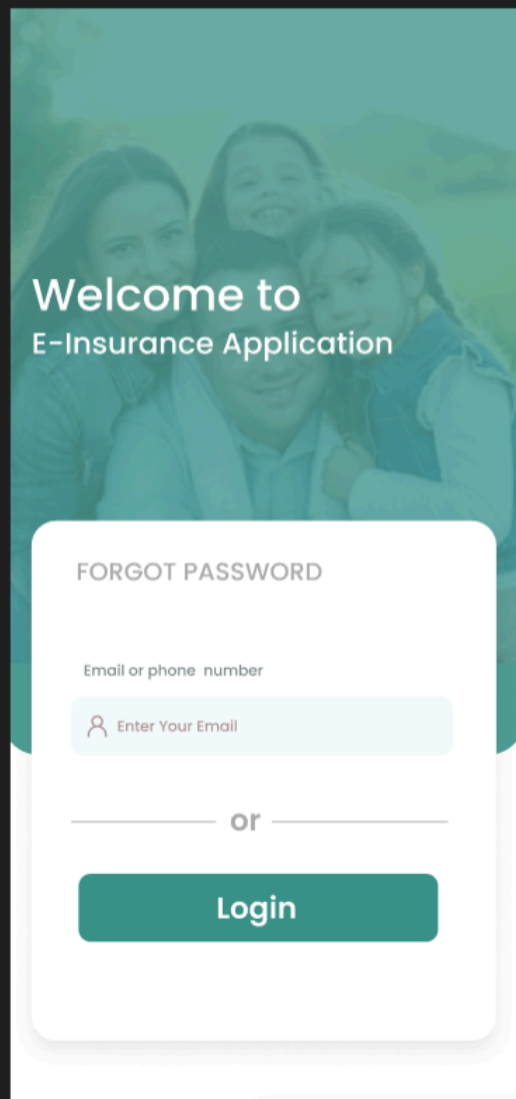 Welcome to
E-Insurance Application
FORGOT PASSWORD
Email or phone number
Enter Your Email
or
Login